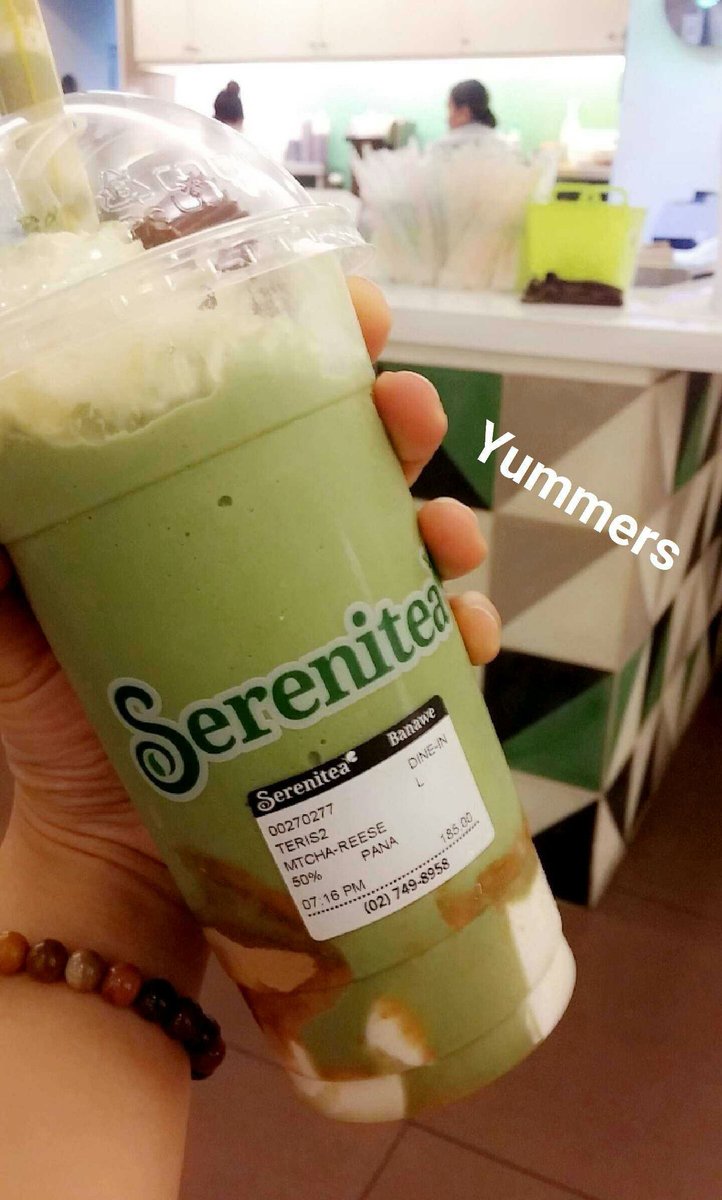 Yummers
Serenitea
Serenitea Banawe
00270277 DINE-IN
TERIS2 L
MTCHA-REESE
50% PANA 185.00
07:16 PM
(02) 749-8958